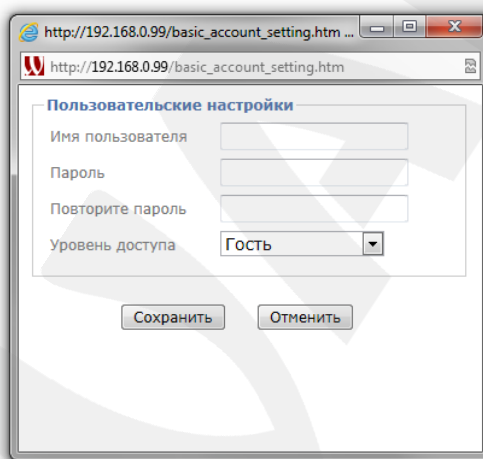 http://192.168.0.99/basic_account_setting.htm ...
http://192.168.0.99/basic_account_setting.htm
Пользовательские настройки
Имя пользователя
Пароль
Повторите пароль
Уровень доступа Гость
Сохранить Отменить